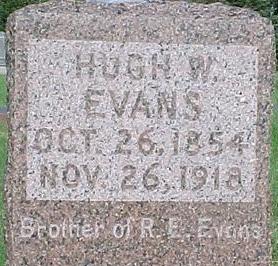 HUGH W.
EVANS
OCT. 26, 1854
NOV. 26, 1918
Brother of R. E. Evans